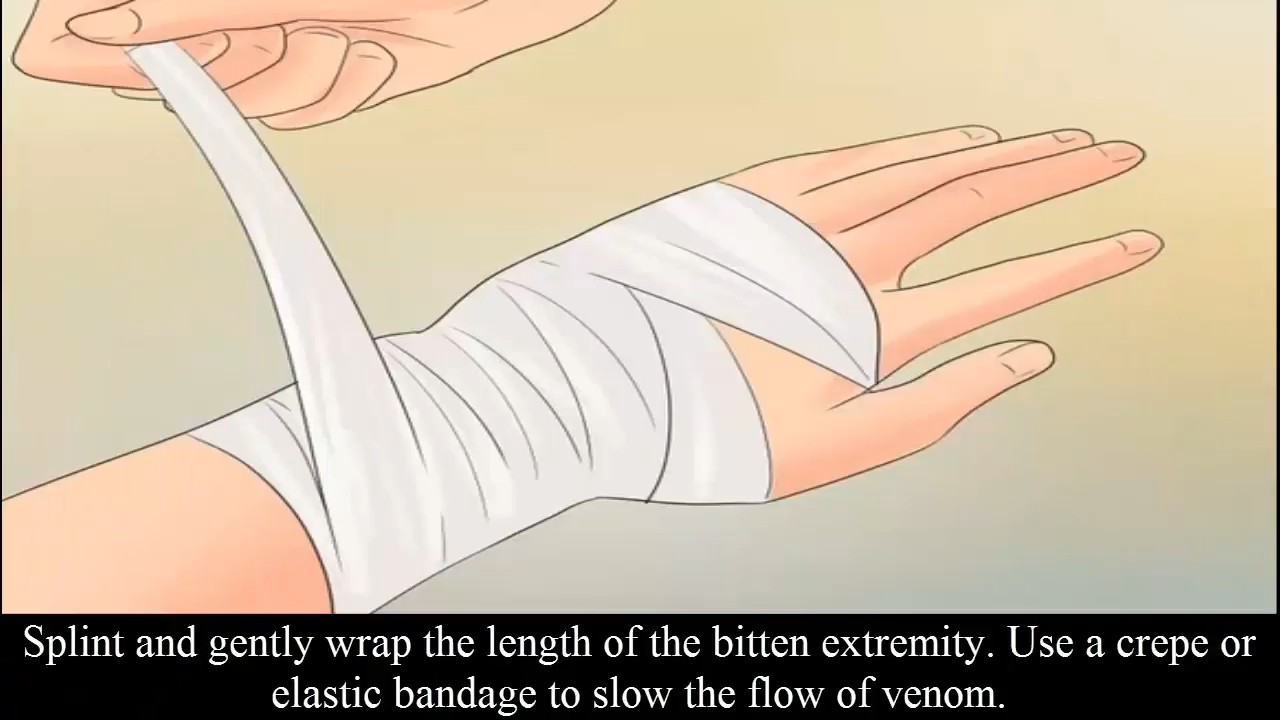 Splint and gently wrap the length of the bitten extremity. Use a crepe or
elastic bandage to slow the flow of venom.